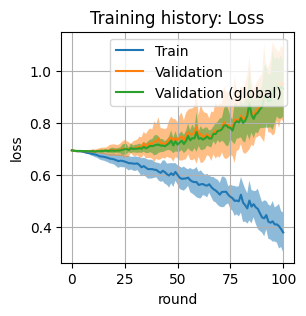 Training history: Loss
Train
Validation
Validation (global)
1.0
0.8
0.6
0.4
loss
0
25
50
75
100
round